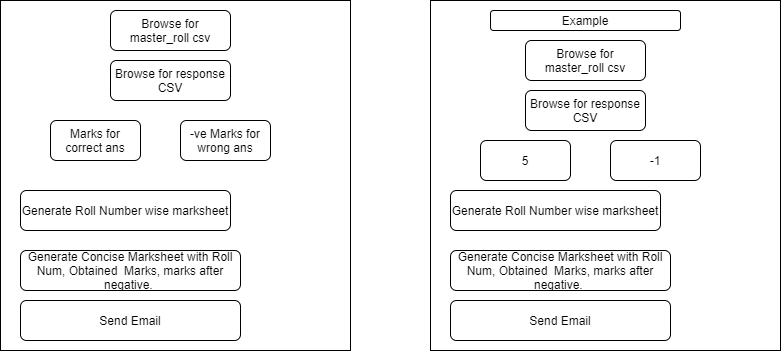 Browse for
master_roll csv
Browse for response
CSV
Marks for
correct ans
-ve Marks for
wrong ans
Generate Roll Number wise marksheet
Generate Concise Marksheet with Roll
Num, Obtained  Marks, marks after
negative.
Send Email
Example
Browse for
master_roll csv
Browse for response
CSV
5
-1
Generate Roll Number wise marksheet
Generate Concise Marksheet with Roll
Num, Obtained  Marks, marks after
negative.
Send Email